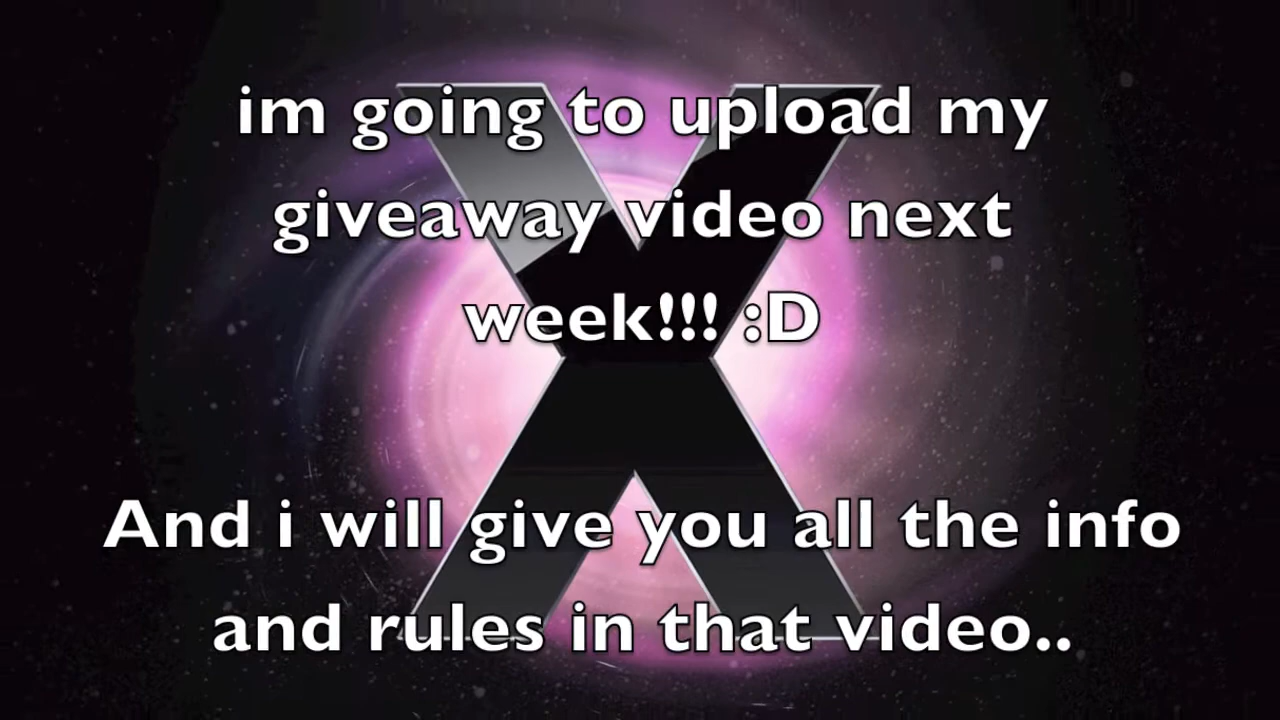 im going to upload my
giveaway video next
week!!! :D
And i will give you all the info
and rules in that video..